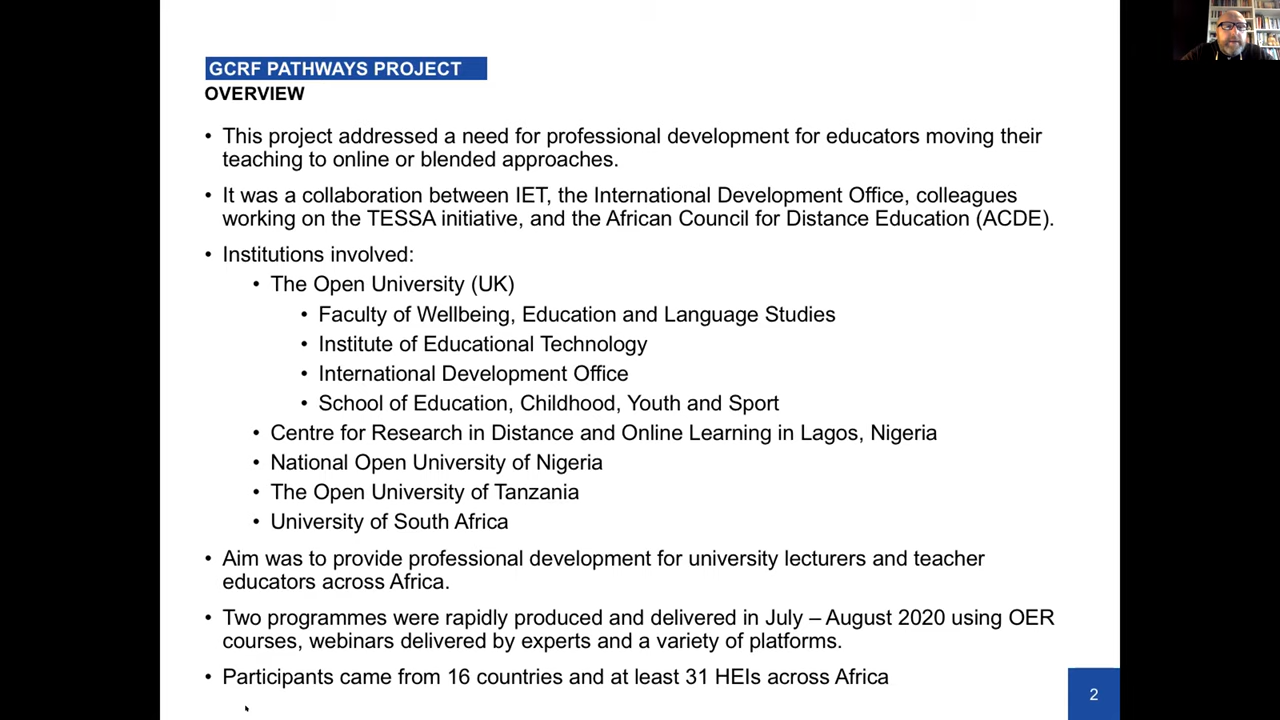 GCRF PATHWAYS PROJECT
OVERVIEW
• This project addressed a need for professional development for educators moving their
teaching to online or blended approaches.
• It was a collaboration between IET, the International Development Office, colleagues
working on the TESSA initiative, and the African Council for Distance Education (ACDE).
• Institutions involved:
• The Open University (UK)
• Faculty of Wellbeing, Education and Language Studies
• Institute of Educational Technology
• International Development Office
• School of Education, Childhood, Youth and Sport
• Centre for Research in Distance and Online Learning in Lagos, Nigeria
• National Open University of Nigeria
• The Open University of Tanzania
• University of South Africa
• Aim was to provide professional development for university lecturers and teacher
educators across Africa.
• Two programmes were rapidly produced and delivered in July – August 2020 using OER
courses, webinars delivered by experts and a variety of platforms.
• Participants came from 16 countries and at least 31 HEIs across Africa
2